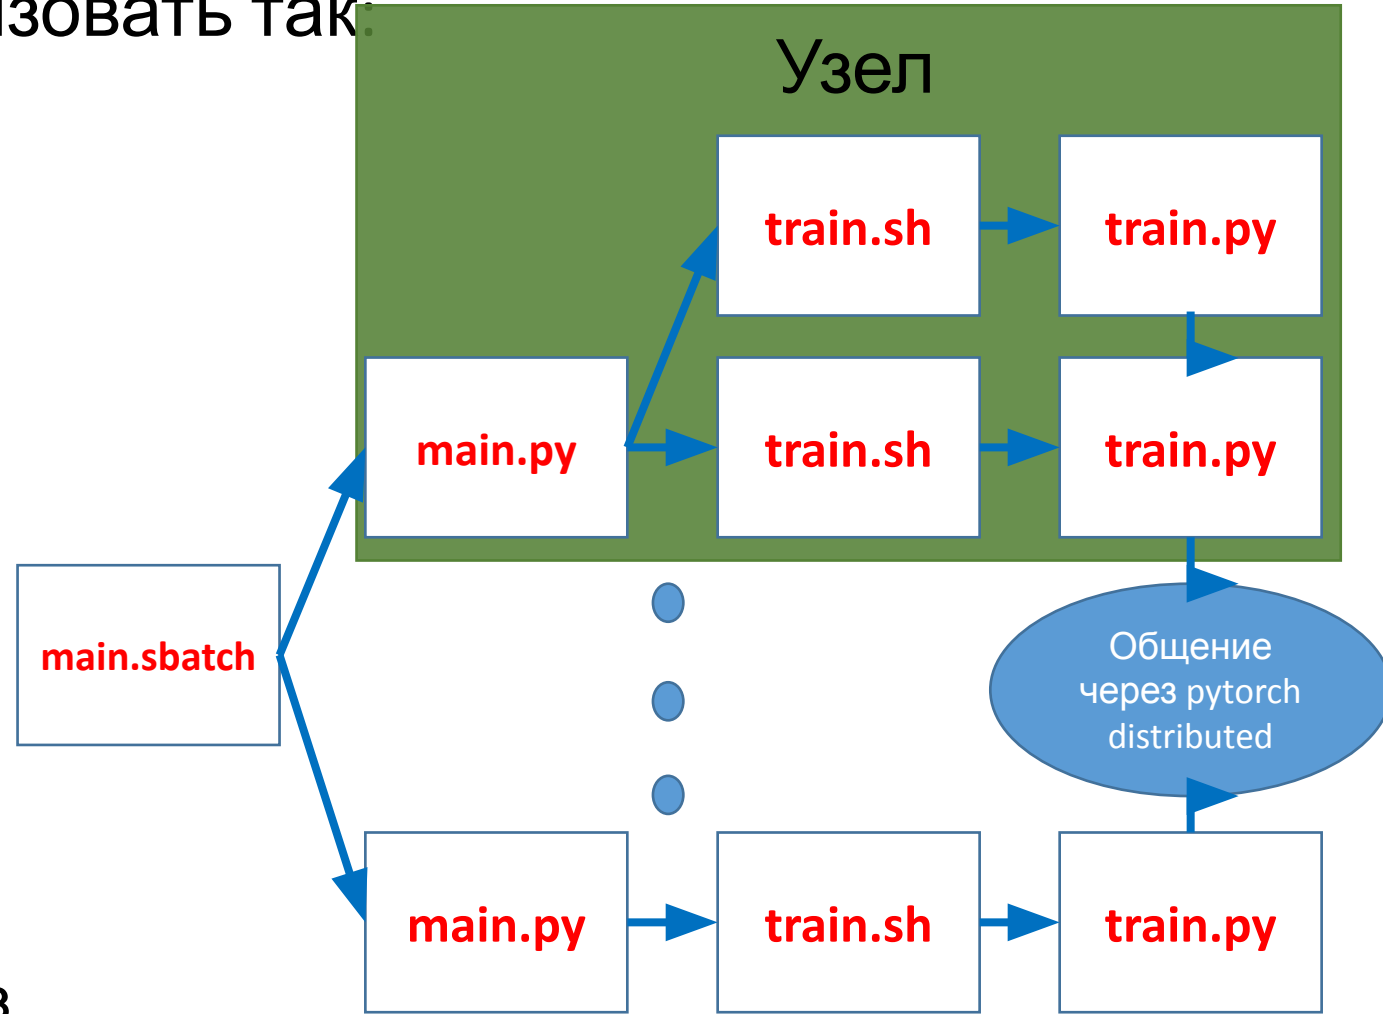 так:
Узел
train.sh
train.py
main.py
train.sh
train.py
main.sbatch
Общение
через pytorch
distributed
main.py
train.sh
train.py